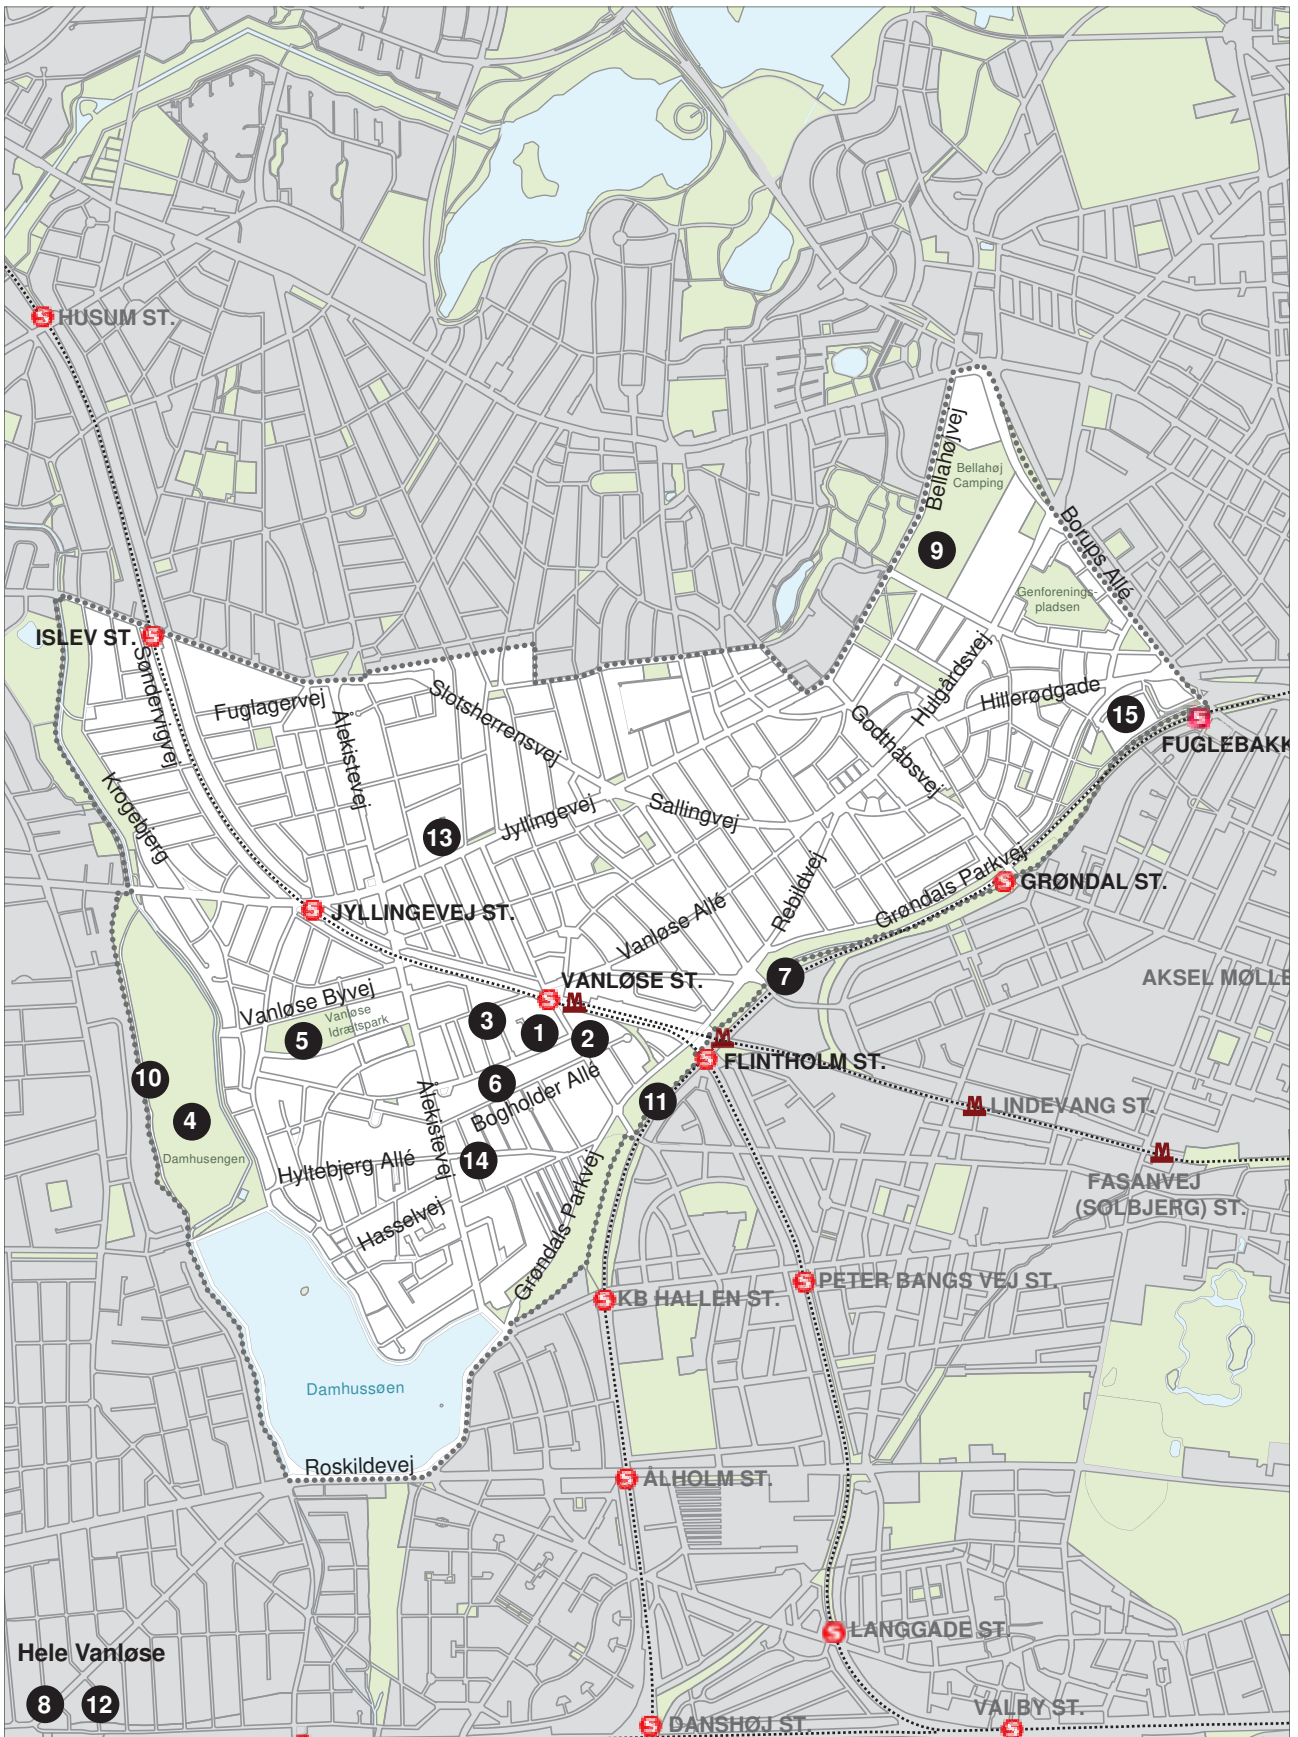 HUSUM ST.
Bellahøjvej
Bellahøj
Camping
Borups Allé
9
Genforenings-
pladsen
ISLEV ST.
Søndervigvej
Fuglagervej
Ålekistevej
Slotsherrensvej
Hulgårdsvej
Hillerødgade
15
Godthåbsvej
FUGLEBAKK
Krogebjerg
13
Jyllingevej
Sallingvej
Rebildvej
Grøndals Parkvej
GRØNDAL ST.
JYLLINGEVEJ ST.
Vanløse Allé
7
AKSEL MØLLE
VANLØSE ST.
Vanløse Byvej
Vanløse
Idrætspark
5
3
1
2
FLINTHOLM ST.
10
6
Bogholder Allé
11
LINDEVANG ST.
4
Ålekistevej
Damhusengen
Hyltebjerg Allé
14
FASANVEJ
(SOLBJERG) ST.
Hasselvej
Grøndals Parkvej
KB HALLEN ST.
PETER BANGS VEJ ST.
Damhussøen
Roskildevej
ÅLHOLM ST.
LANGGADE ST.
Hele Vanløse
8
12
VALBY ST.
DANSHØJ ST.